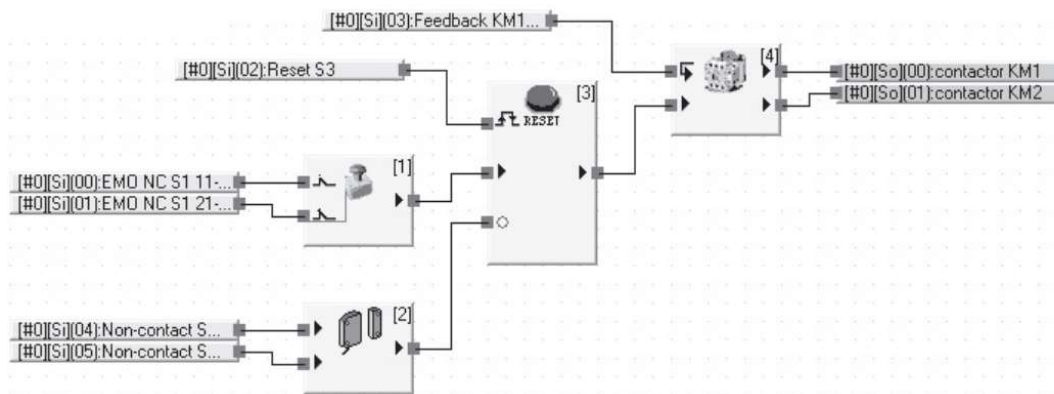 [#0][Si](03):Feedback KM1...
[4]
[#0][Si](02):Reset S3
[#0][So](00):contactor KM1
[#0][So](01):contactor KM2
[3]
RESET
[1]
[#0][Si](00):EMO NC S1 11-...
[#0][Si](01):EMO NC S1 21-...
[2]
[#0][Si](04):Non-contact S...
[#0][Si](05):Non-contact S...